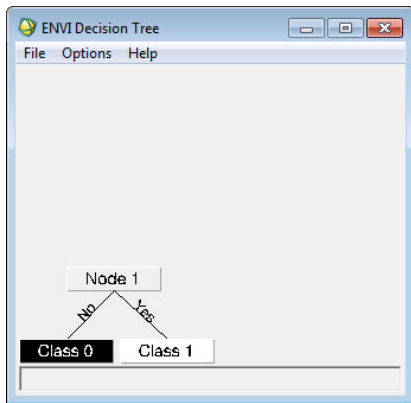 ENVI Decision Tree
File Options Help
Node 1
No Yes
Class 0 Class 1